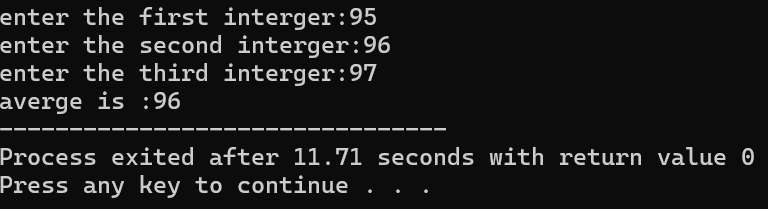 enter the first interger:95
enter the second interger:96
enter the third interger:97
averge is :96
--------------------------------
Process exited after 11.71 seconds with return value 0
Press any key to continue . . .